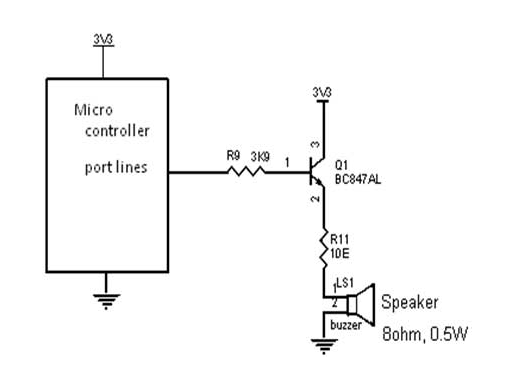 3V3
Micro
controller
port lines
R9 3K9
1
3V3
3
Q1
BC847AL
2
R11
10E
LS1
1
2
buzzer
Speaker
8ohm, 0.5W